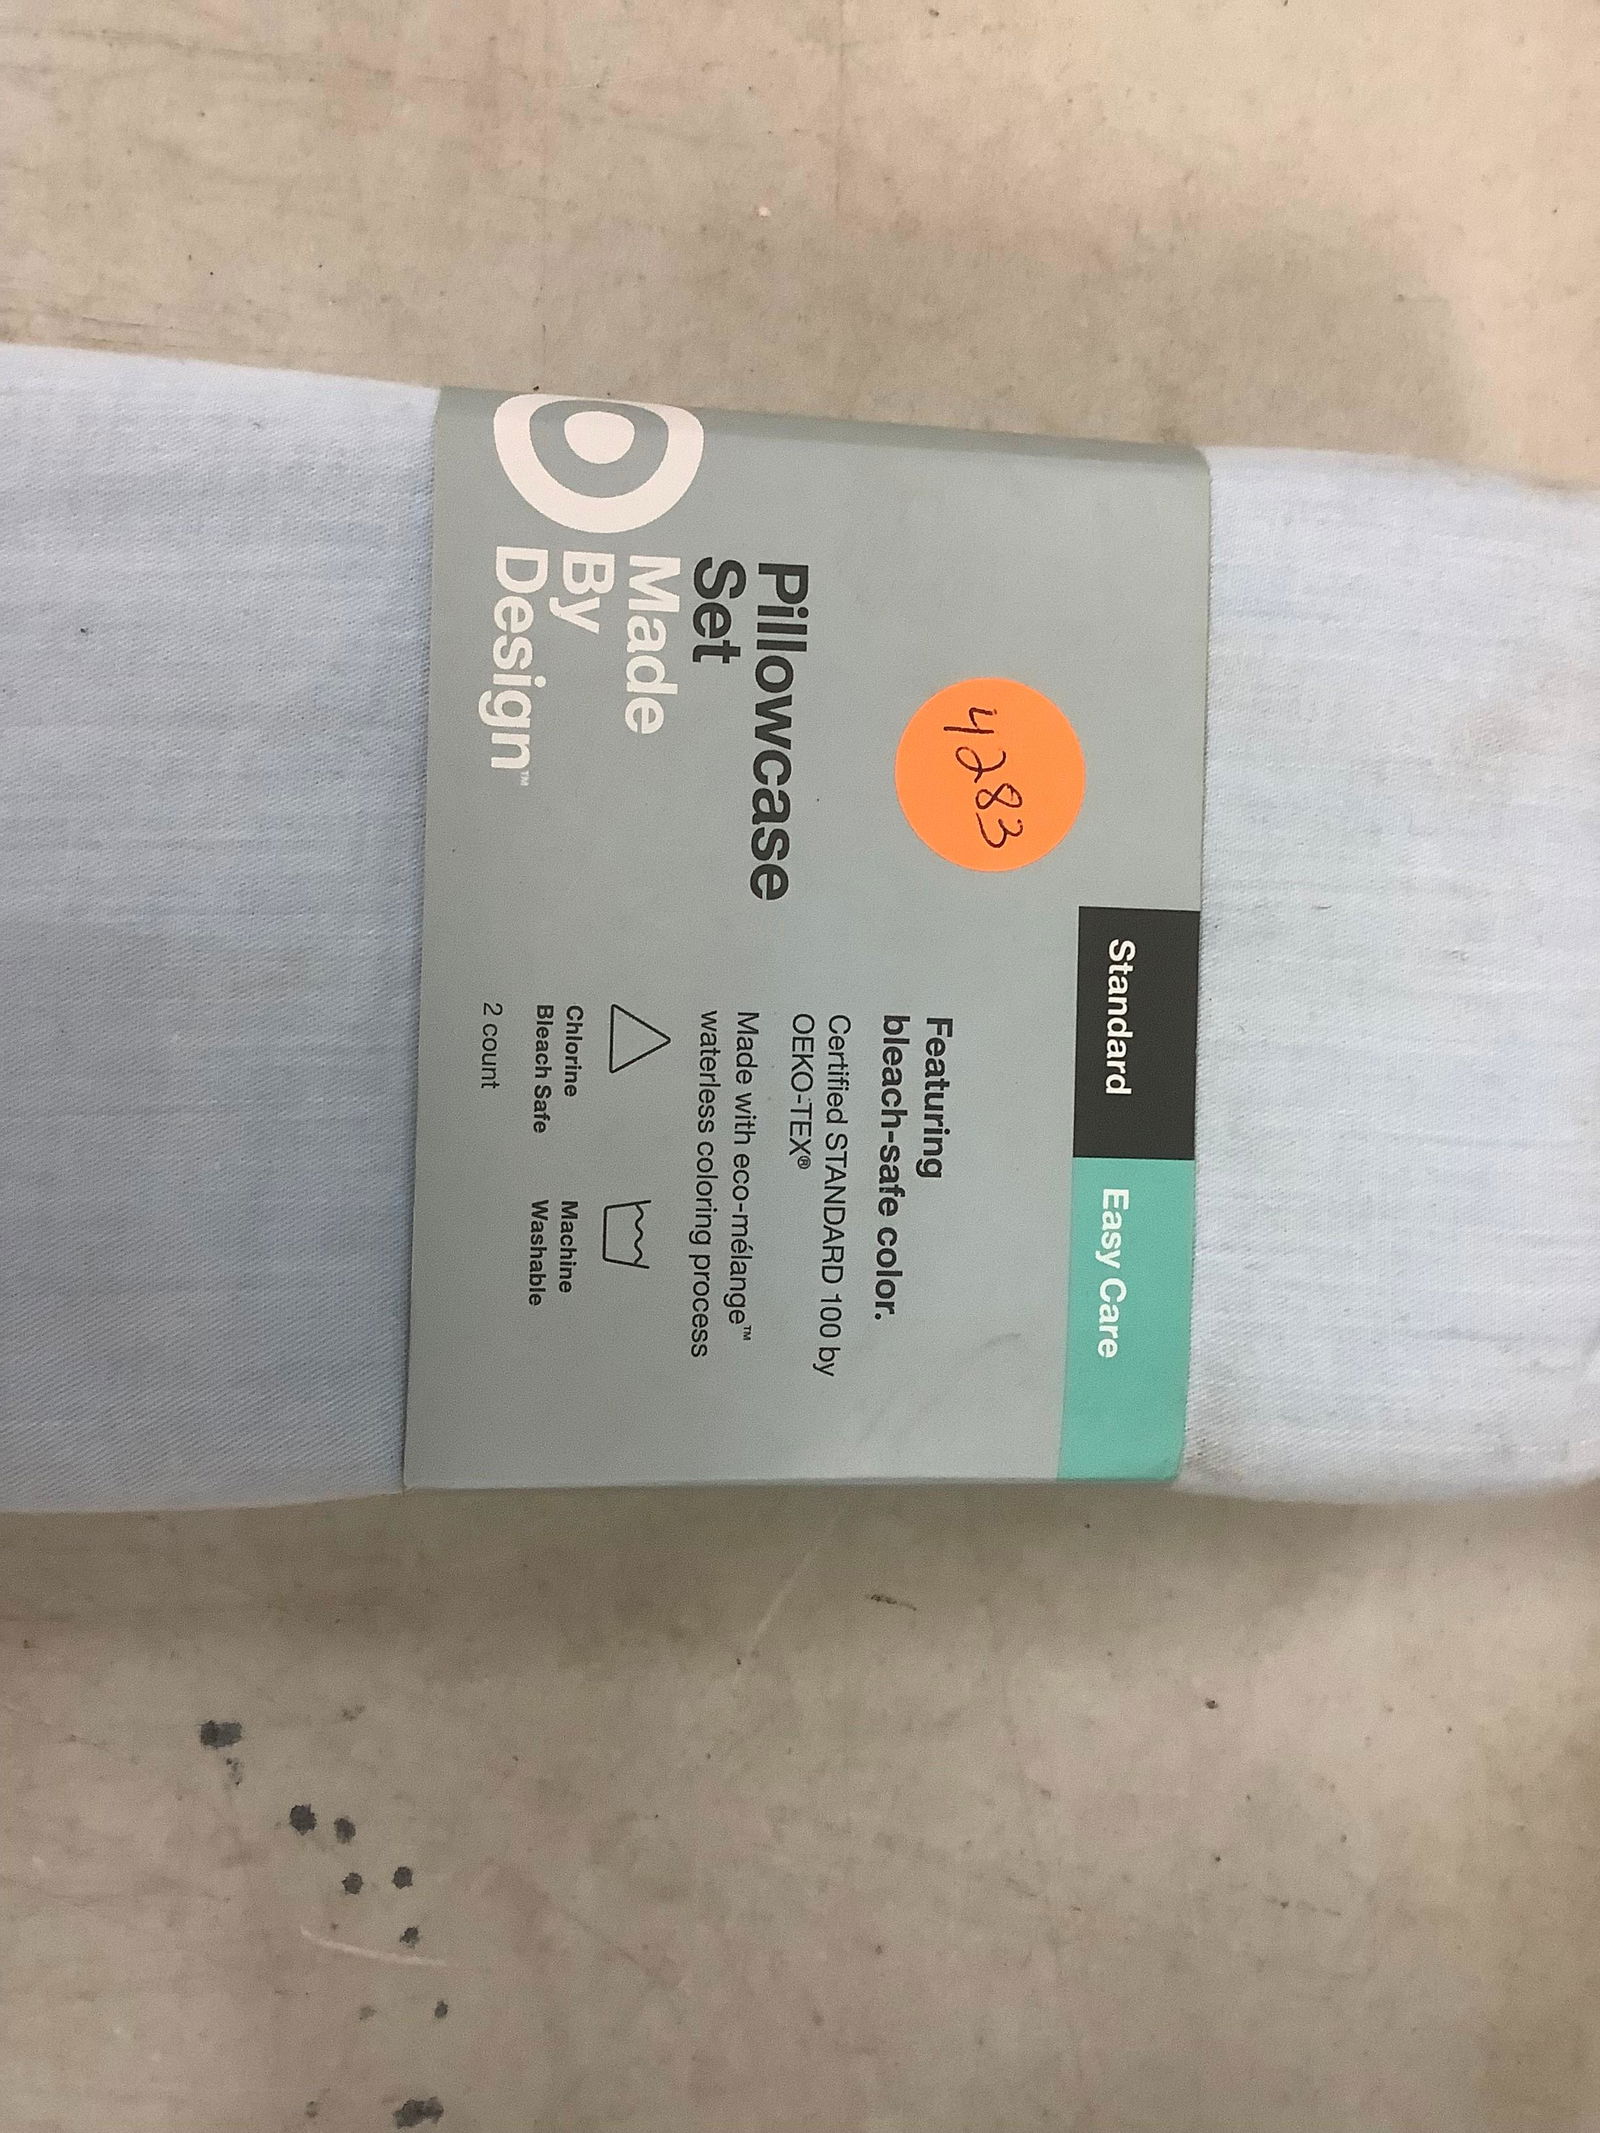 Standard
Easy Care
4283
Featuring
bleach-safe color.
Certified STANDARD 100 by
OEKO-TEX®
Pillowcase
Set
Made with eco-mélange™
waterless coloring process
Made
By
Design™
Chlorine
Bleach Safe
Machine
Washable
2 count